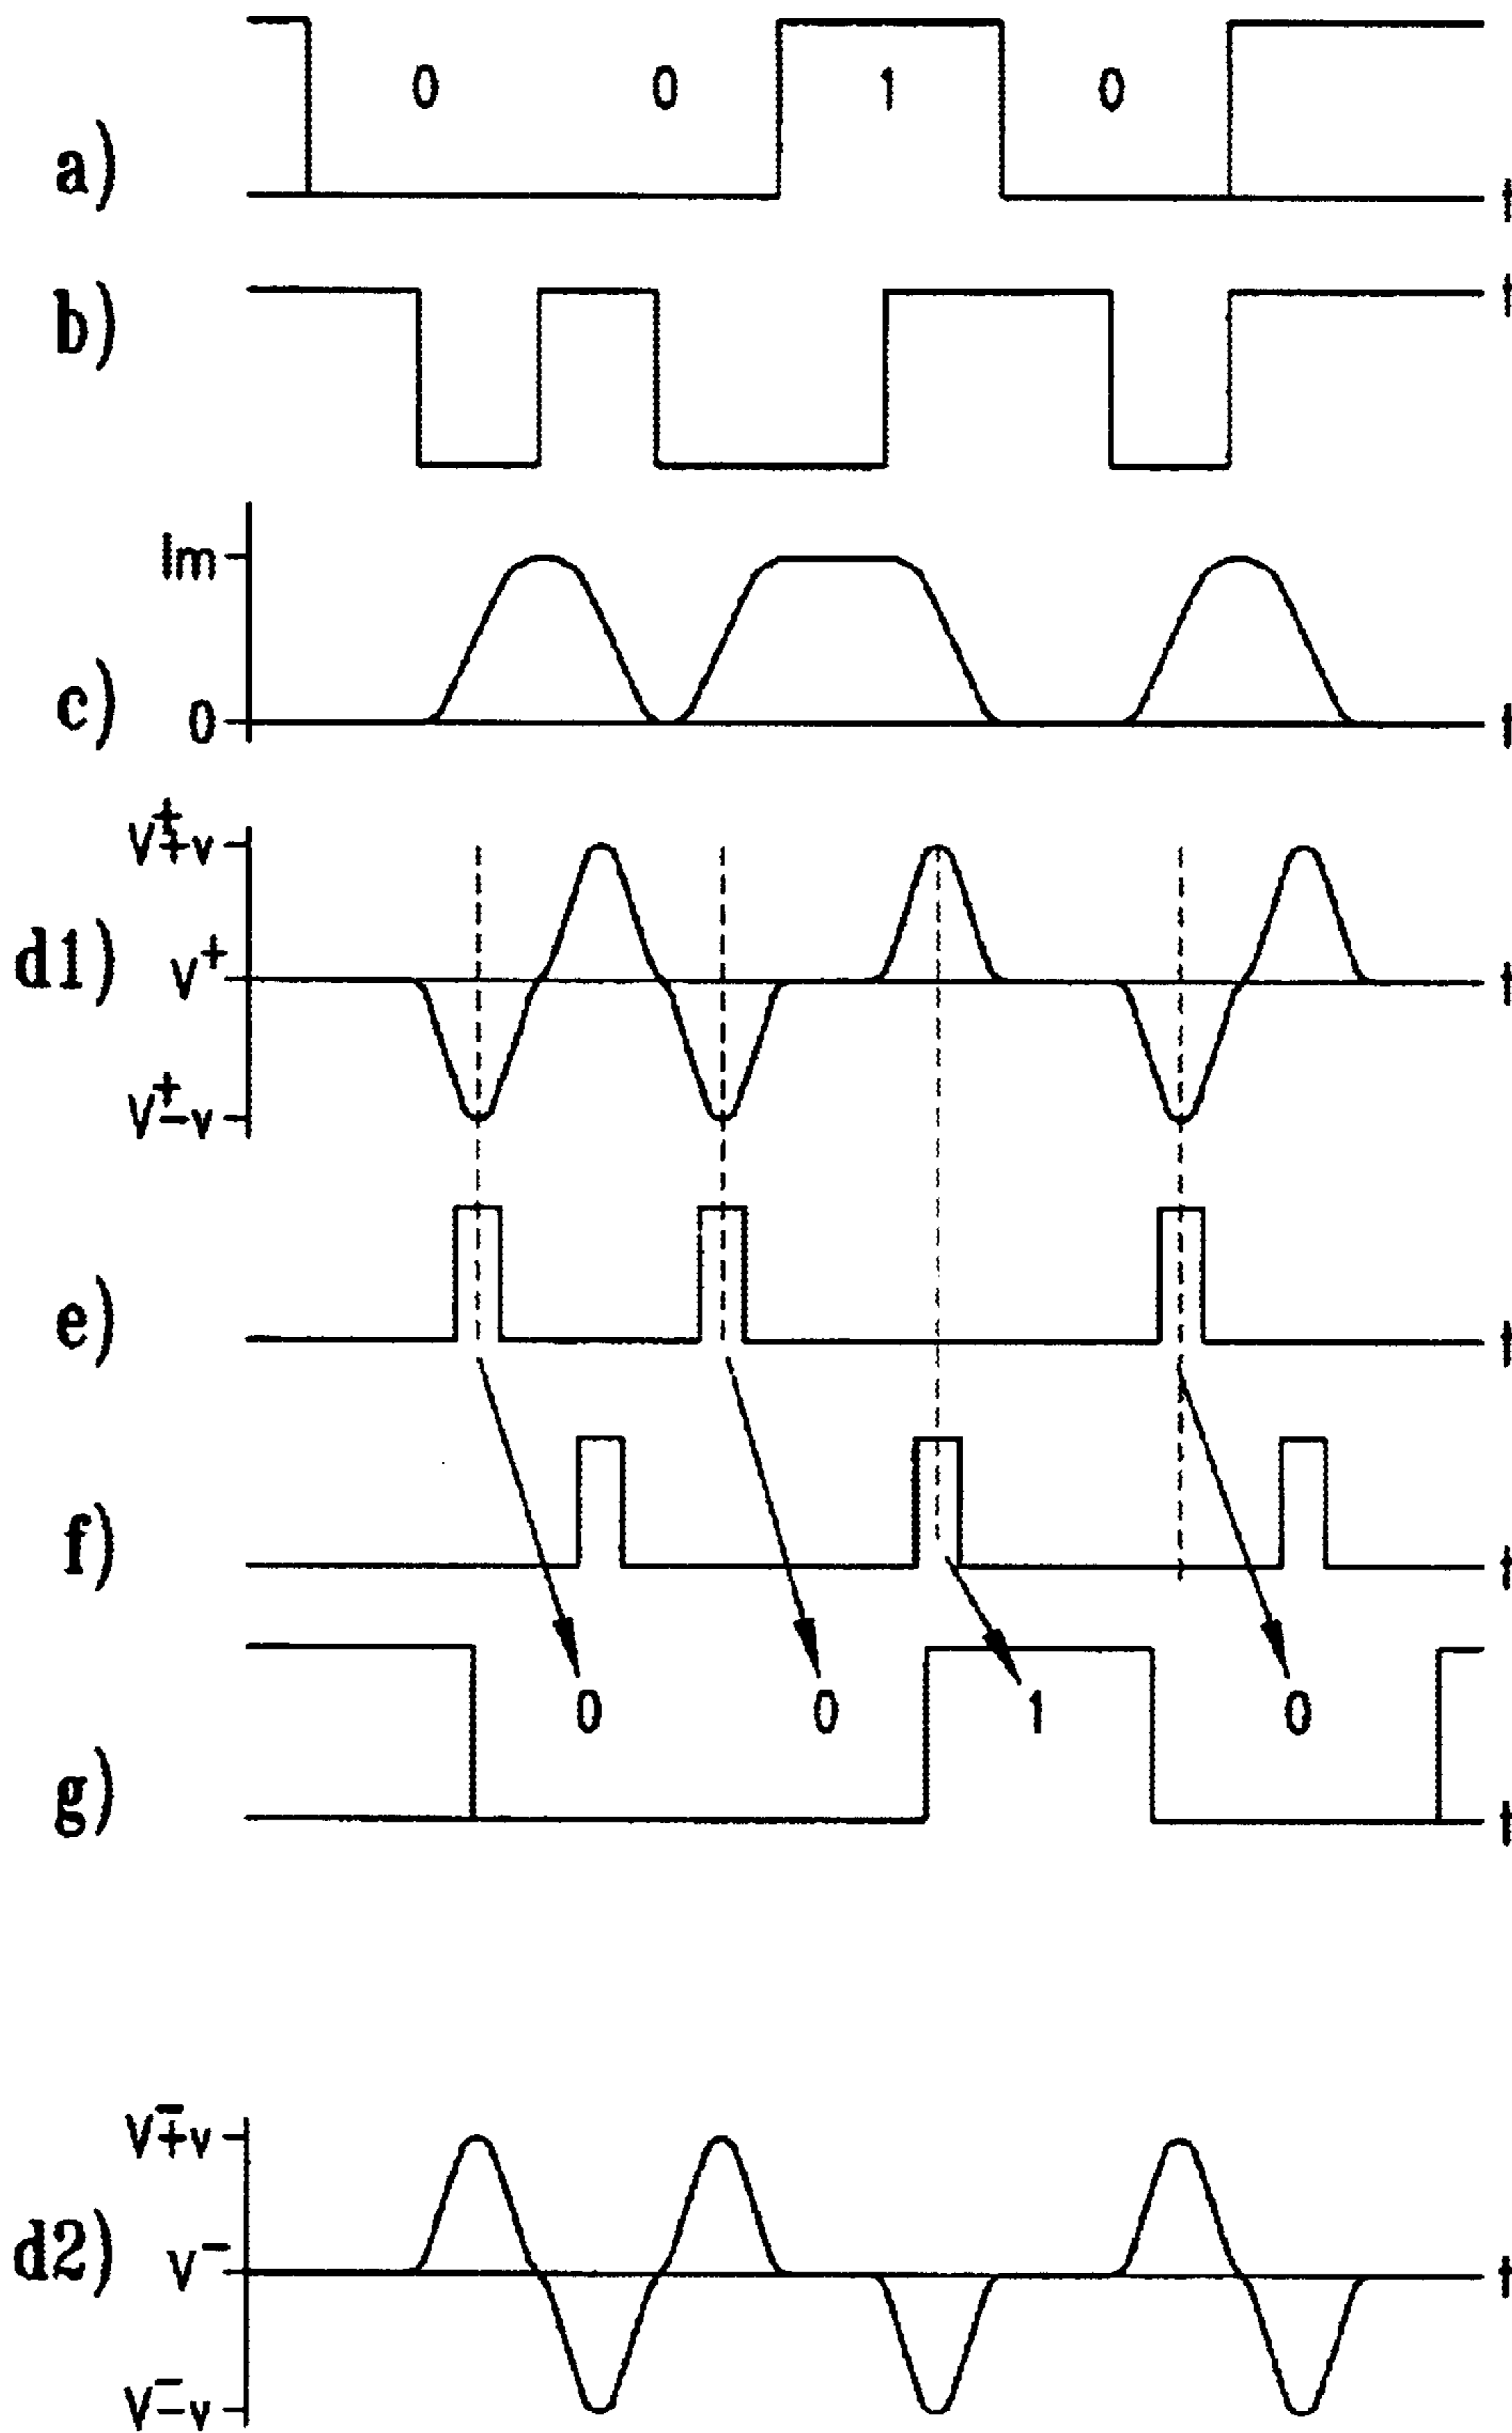 0 0 1 0
a) t
b) t
Im
c) 0 t
V⁺+v
d1) V⁺ t
V⁺-v
e) t
f) t
0 0 1 0
g) t
V⁻+v
d2) V⁻ t
V⁻-v